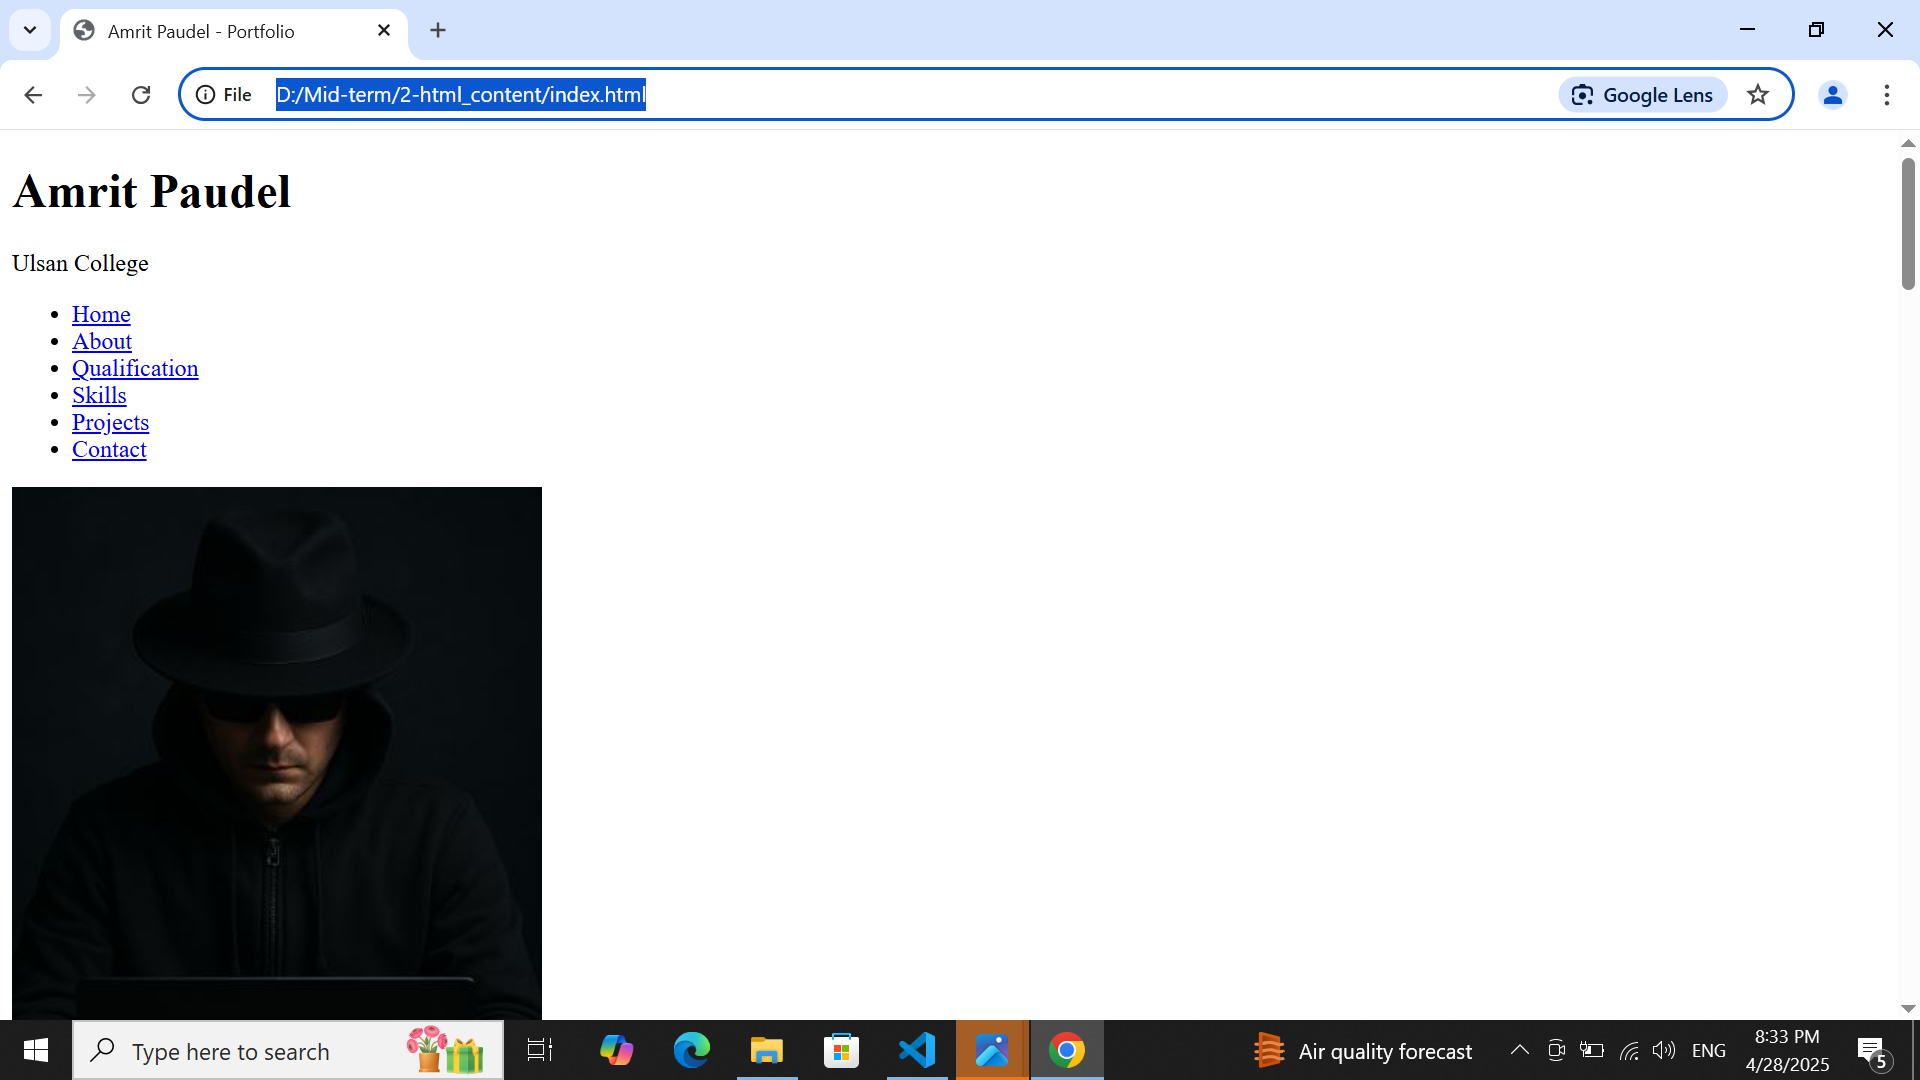 Amrit Paudel - Portfolio
File
D:/Mid-term/2-html_content/index.html
Google Lens
Amrit Paudel
Ulsan College
Home
About
Qualification
Skills
Projects
Contact
Type here to search
Air quality forecast
ENG
8:33 PM
4/28/2025
5